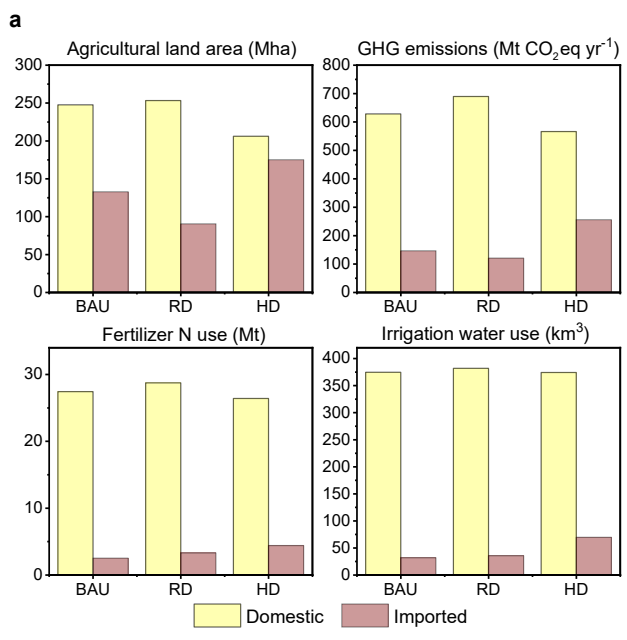 a
Agricultural land area (Mha)
300
250
200
150
100
50
0
BAU RD HD
GHG emissions (Mt CO₂eq yr⁻¹)
800
700
600
500
400
300
200
100
0
BAU RD HD
Fertilizer N use (Mt)
30
20
10
0
BAU RD HD
Irrigation water use (km³)
400
350
300
250
200
150
100
50
0
BAU RD HD
Domestic Imported